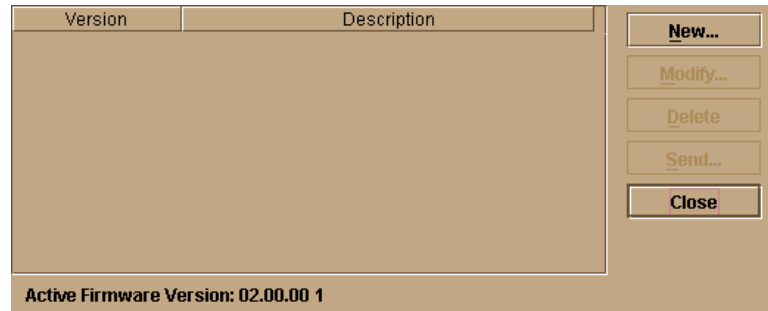 Version Description
New...
Modify...
Delete
Send...
Close
Active Firmware Version: 02.00.00 1